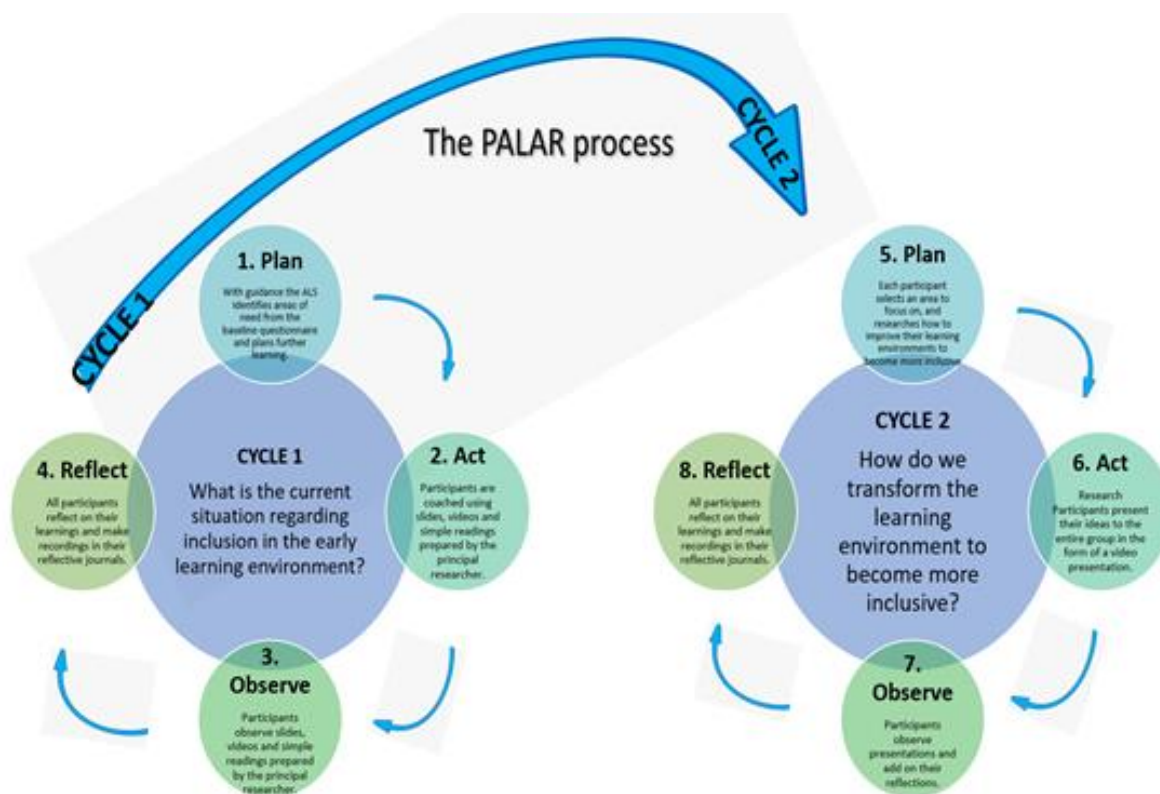 The PALAR process
CYCLE 1
CYCLE 2
1. Plan
With guidance the ALS
identifies areas of
need from the
baseline questionnaire
and plans further
learning.
2. Act
Participants are
coached using
slides, videos and
simple readings
prepared by the
principal
researcher.
3.
Observe
Participants
observe slides,
videos and simple
readings prepared
by the principal
researcher.
4. Reflect
All participants
reflect on their
learnings and make
recordings in their
reflective journals.
CYCLE 1
What is the current
situation regarding
inclusion in the early
learning environment?
5. Plan
Each participant
selects an area to
focus on, and
researches how to
improve their learning
environments to
become more inclusive
6. Act
Research
Participants present
their ideas to the
entire group in the
form of a video
presentation.
7.
Observe
Participants
observe
presentations and
add on their
reflections.
8. Reflect
All participants
reflect on their
learnings and make
recordings in their
reflective journals.
CYCLE 2
How do we
transform the
learning
environment to
become more
inclusive?